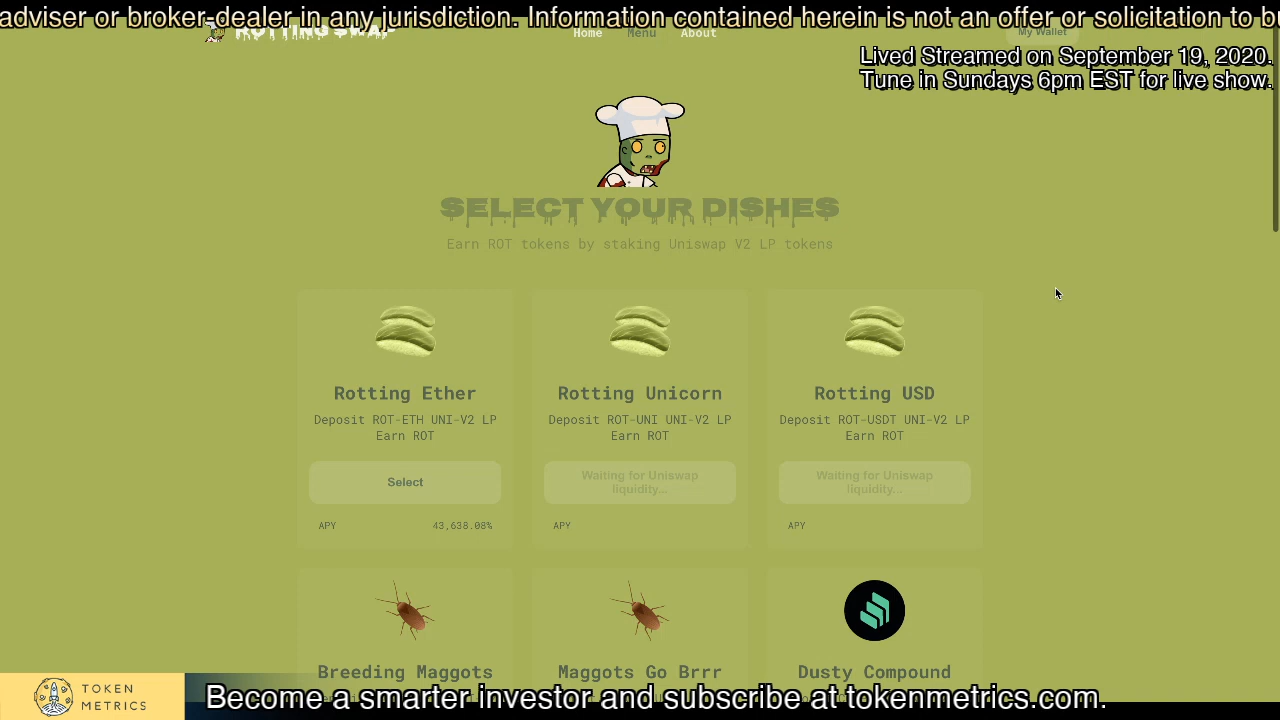 adviser or broker-dealer in any jurisdiction. Information contained herein is not an offer or solicitation to
ROTTING SWAP
Home Menu About
My Wallet
Lived Streamed on September 19, 2020.
Tune in Sundays 6pm EST for live show.
SELECT YOUR DISHES
Earn ROT tokens by staking Uniswap V2 LP tokens
Rotting Ether
Deposit ROT-ETH UNI-V2 LP
Earn ROT
Select
APY 43,638.08%
Rotting Unicorn
Deposit ROT-UNI UNI-V2 LP
Earn ROT
Waiting for Uniswap
liquidity...
APY
Rotting USD
Deposit ROT-USDT UNI-V2 LP
Earn ROT
Waiting for Uniswap
liquidity...
APY
Breeding Maggots
Maggots Go Brrr
Dusty Compound
TOKEN
METRICS
Become a smarter investor and subscribe at tokenmetrics.com.